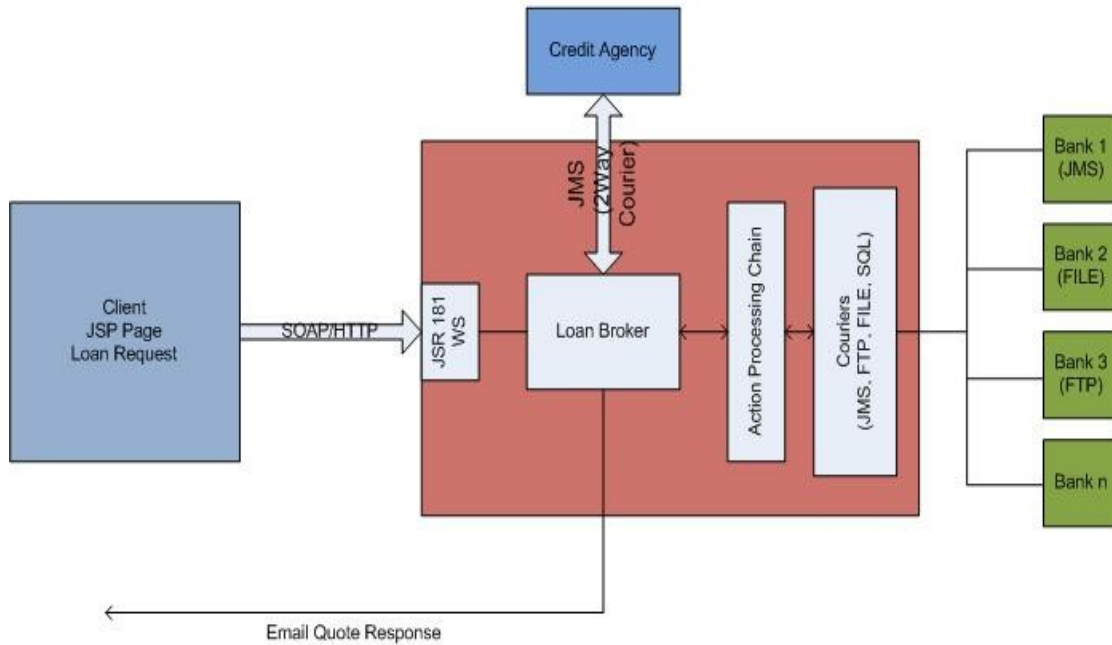 Credit Agency
JMS
(2Way
Courier)
Client
JSP Page
Loan Request
SOAP/HTTP
JSR 181
WS
Loan Broker
Action Processing Chain
Couriers
(JMS, FTP, FILE, SQL)
Bank 1
(JMS)
Bank 2
(FILE)
Bank 3
(FTP)
Bank n
Email Quote Response